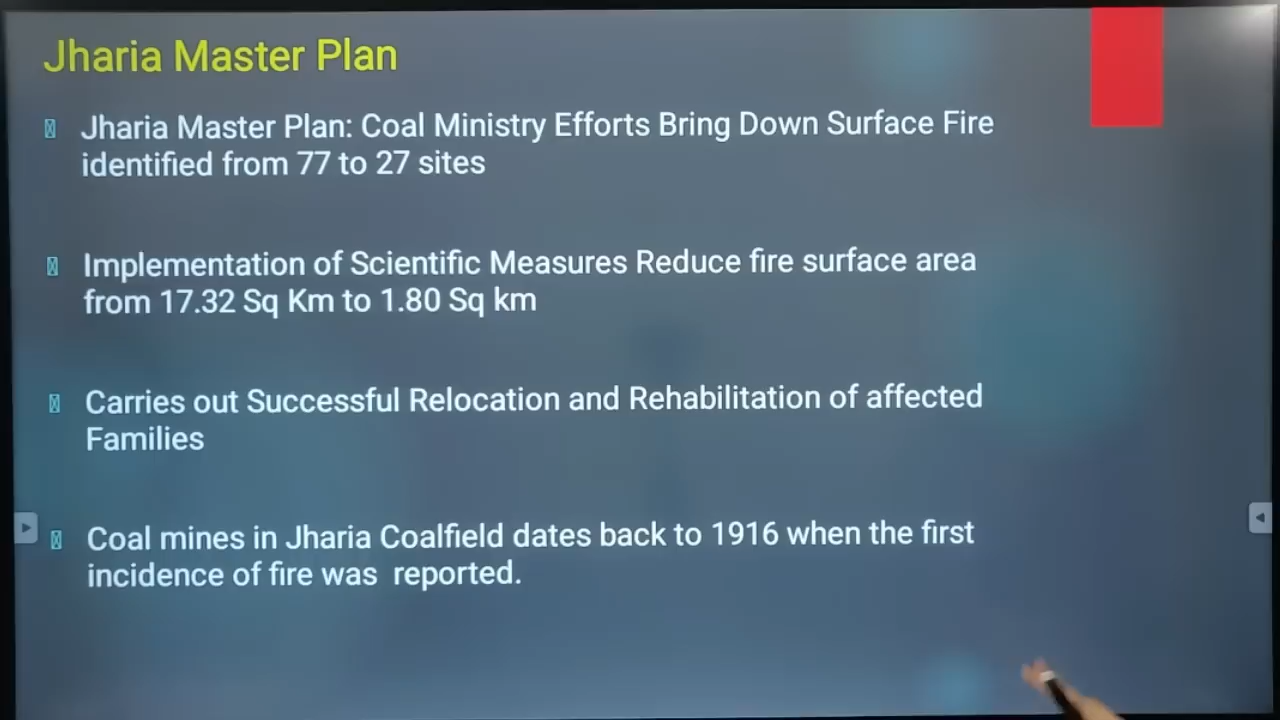 Jharia Master Plan
Jharia Master Plan: Coal Ministry Efforts Bring Down Surface Fire
identified from 77 to 27 sites
Implementation of Scientific Measures Reduce fire surface area
from 17.32 Sq Km to 1.80 Sq km
Carries out Successful Relocation and Rehabilitation of affected
Families
Coal mines in Jharia Coalfield dates back to 1916 when the first
incidence of fire was reported.